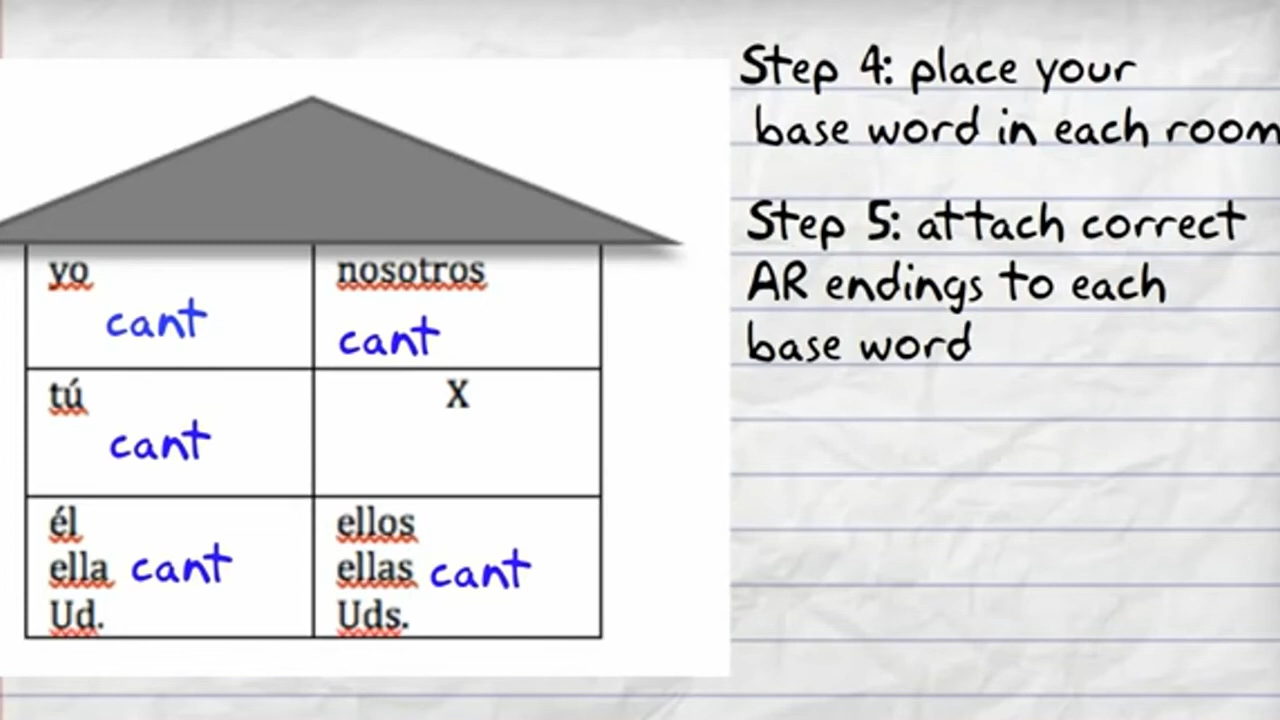 Step 4: place your
base word in each room
Step 5: attach correct
AR endings to each
base word
yo
cant
nosotros
cant
tú
cant
X
él
ella cant
Ud.
ellos
ellas cant
Uds.